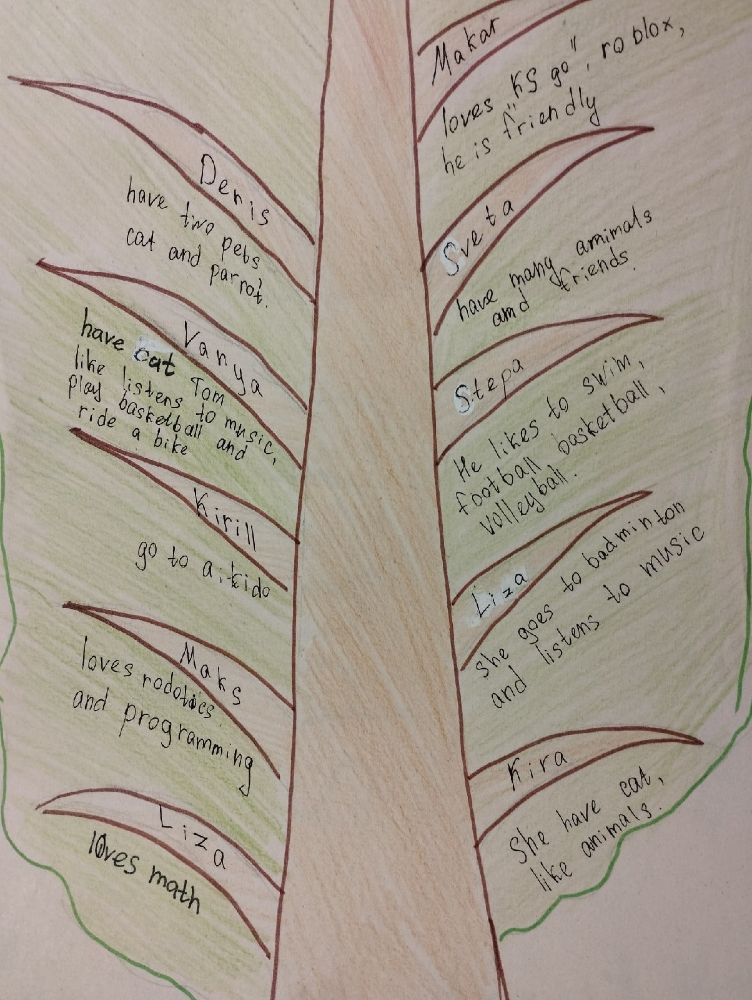 Denis
have two pets
cat and parrot.
Vanya
have cat Tom
like listens to music,
play basketball and
ride a bike
Kirill
go to aikido
Maks
loves rodotics
and programming
Liza
loves math
Makar
loves „KS go", roblox,
he is friendly
Sveta
have many amimals
amd friends.
Stepa
He likes to swim,
football basketball,
volleyball.
Liza
she goes to badminton
and listens to music
Kira
She have cat,
like animals.